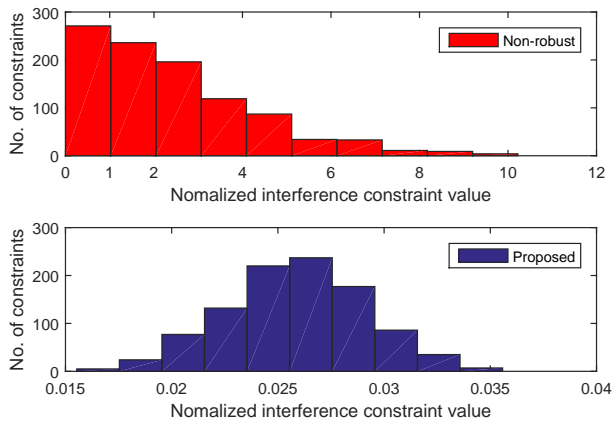 300
200
100
0
No. of constraints
Non-robust
0 1 2 4 6 8 10 12
Nomalized interference constraint value
300
200
100
0
No. of constraints
Proposed
0.015 0.02 0.025 0.03 0.035 0.04
Nomalized interference constraint value